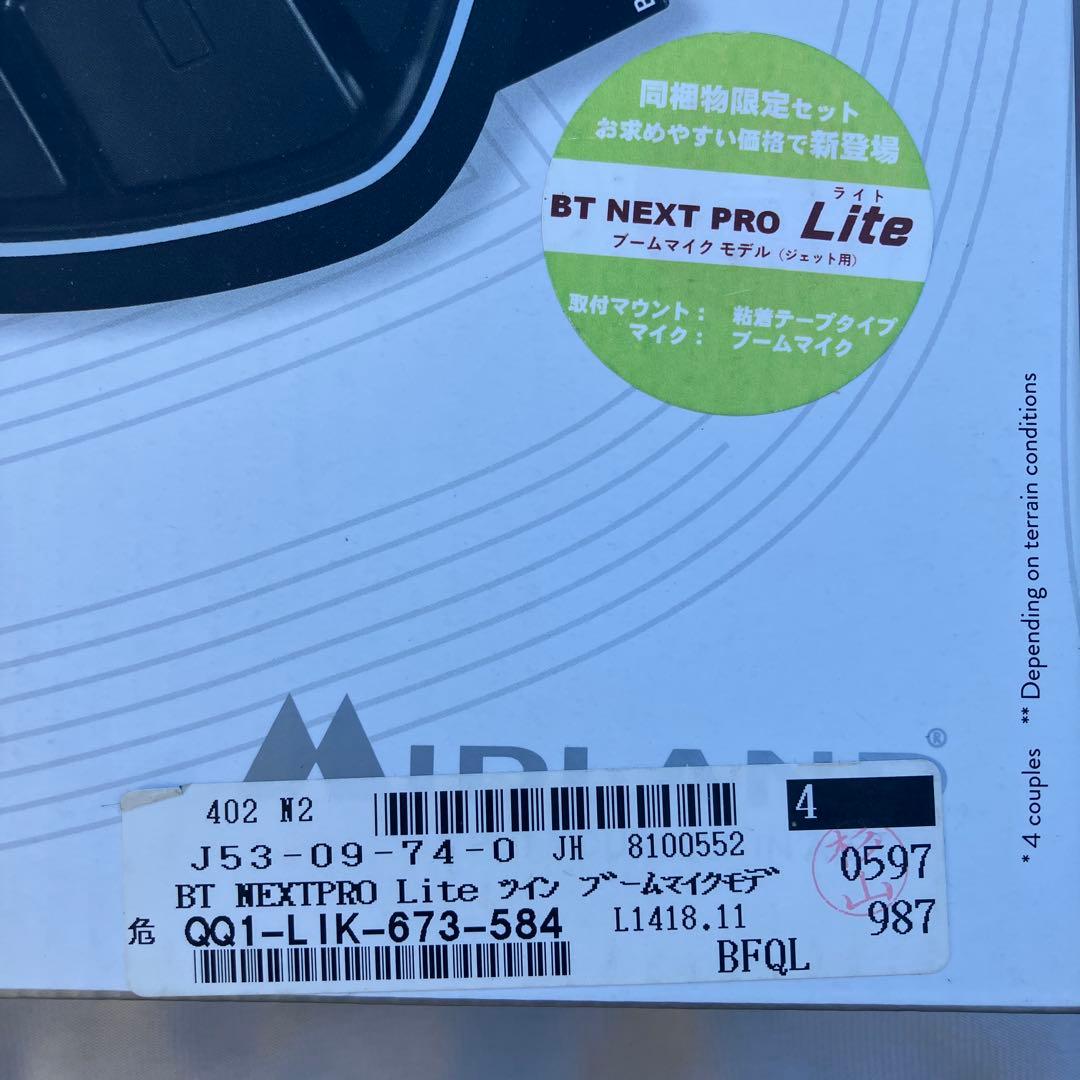 同梱物限定セット
お求めやすい価格で新登場
ライト
BT NEXT PRO Lite
ブームマイク モデル（ジェット用）
取付マウント： 粘着テープタイプ
マイク： ブームマイク
* 4 couples ** Depending on terrain conditions
MIDLAND®
402 N2
4
J53-09-74-0 JH 8100552
0597
BT NEXTPRO Lite ツイン ブームマイクモデ
危 QQ1-LIK-673-584 L1418.11
987
BFQL